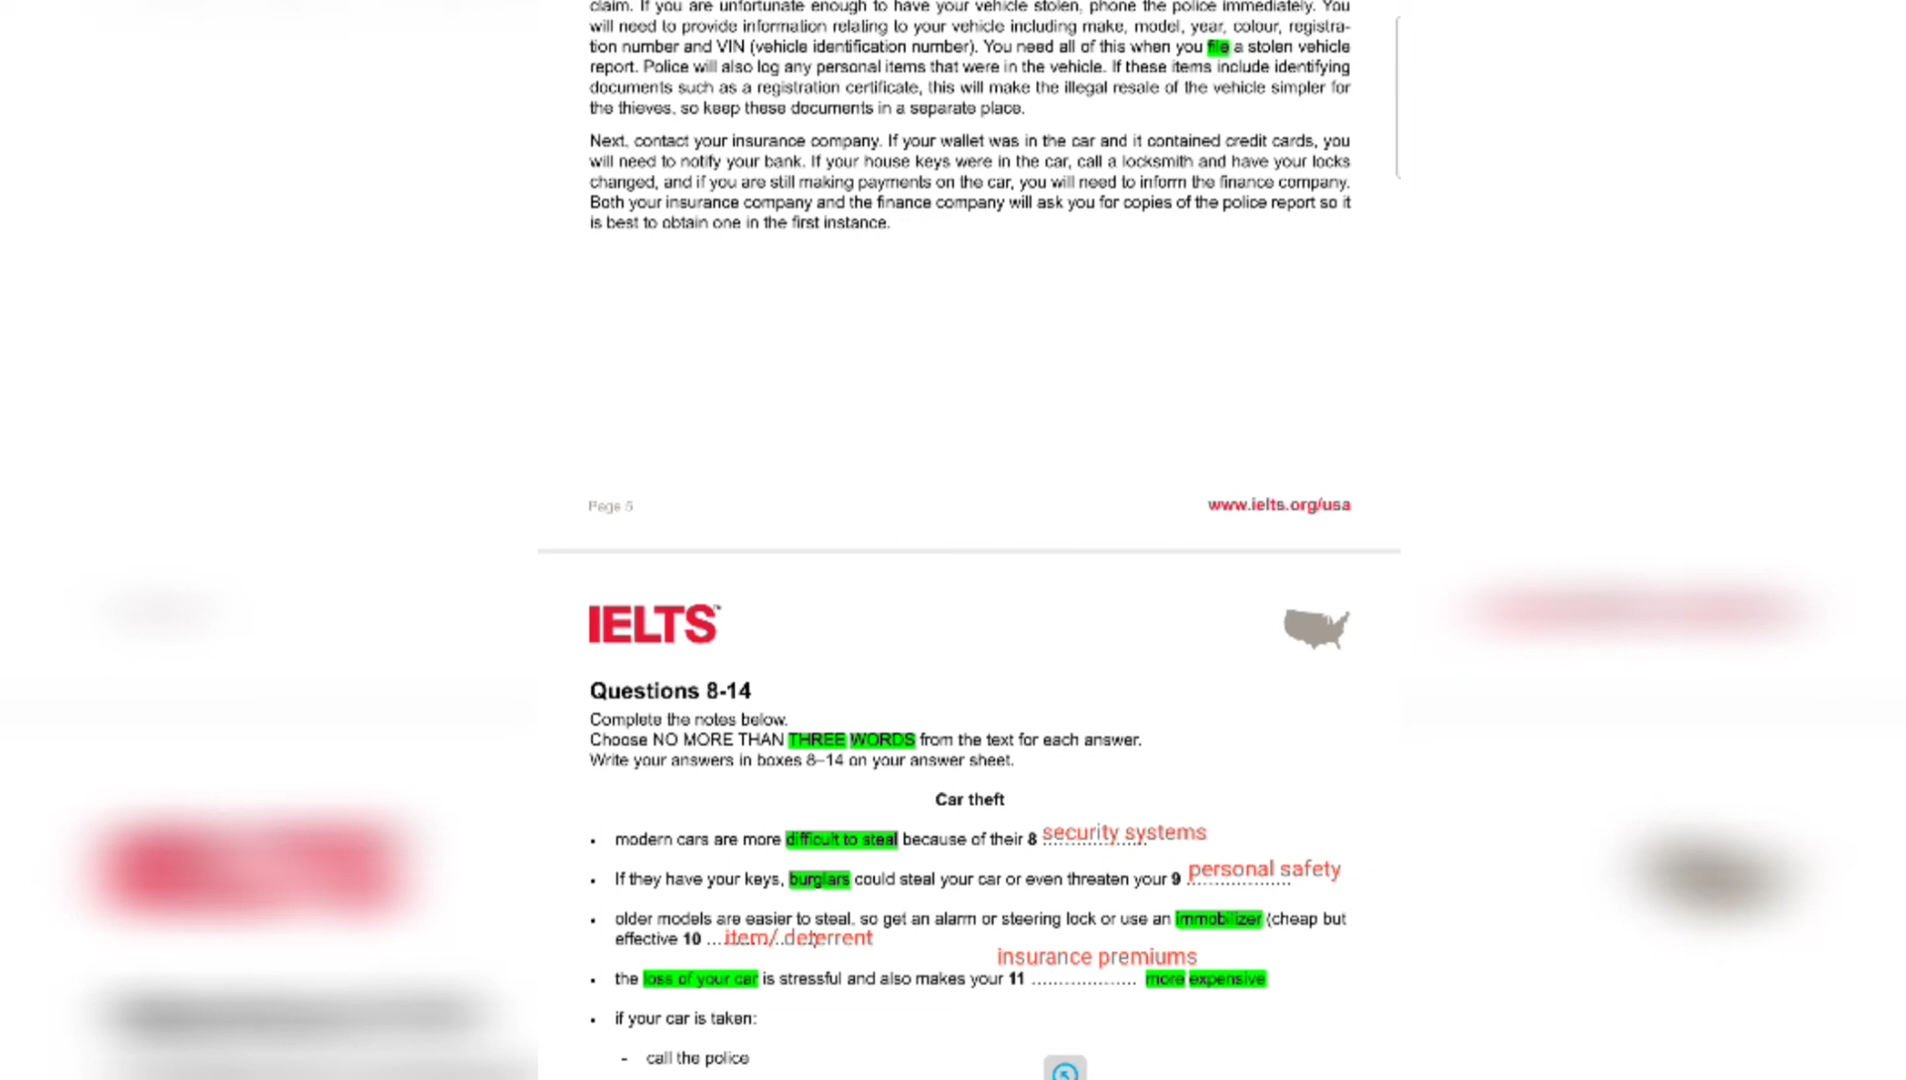 claim. If you are unfortunate enough to have your vehicle stolen, phone the police immediately. You
will need to provide information relating to your vehicle including make, model, year, colour, registra-
tion number and VIN (vehicle identification number). You need all of this when you file a stolen vehicle
report. Police will also log any personal items that were in the vehicle. If these items include identifying
documents such as a registration certificate, this will make the illegal resale of the vehicle simpler for
the thieves, so keep these documents in a separate place.
Next, contact your insurance company. If your wallet was in the car and it contained credit cards, you
will need to notify your bank. If your house keys were in the car, call a locksmith and have your locks
changed, and if you are still making payments on the car, you will need to inform the finance company.
Both your insurance company and the finance company will ask you for copies of the police report so it
is best to obtain one in the first instance.
Page 5 www.ielts.org/usa
IELTS™
Questions 8-14
Complete the notes below.
Choose NO MORE THAN THREE WORDS from the text for each answer.
Write your answers in boxes 8–14 on your answer sheet.
Car theft
• modern cars are more difficult to steal because of their 8 security systems
• If they have your keys, burglars could steal your car or even threaten your 9 personal safety
• older models are easier to steal, so get an alarm or steering lock or use an immobilizer (cheap but
effective 10 item/ deterrent
insurance premiums
• the loss of your car is stressful and also makes your 11 .................. more expensive
• if your car is taken:
- call the police